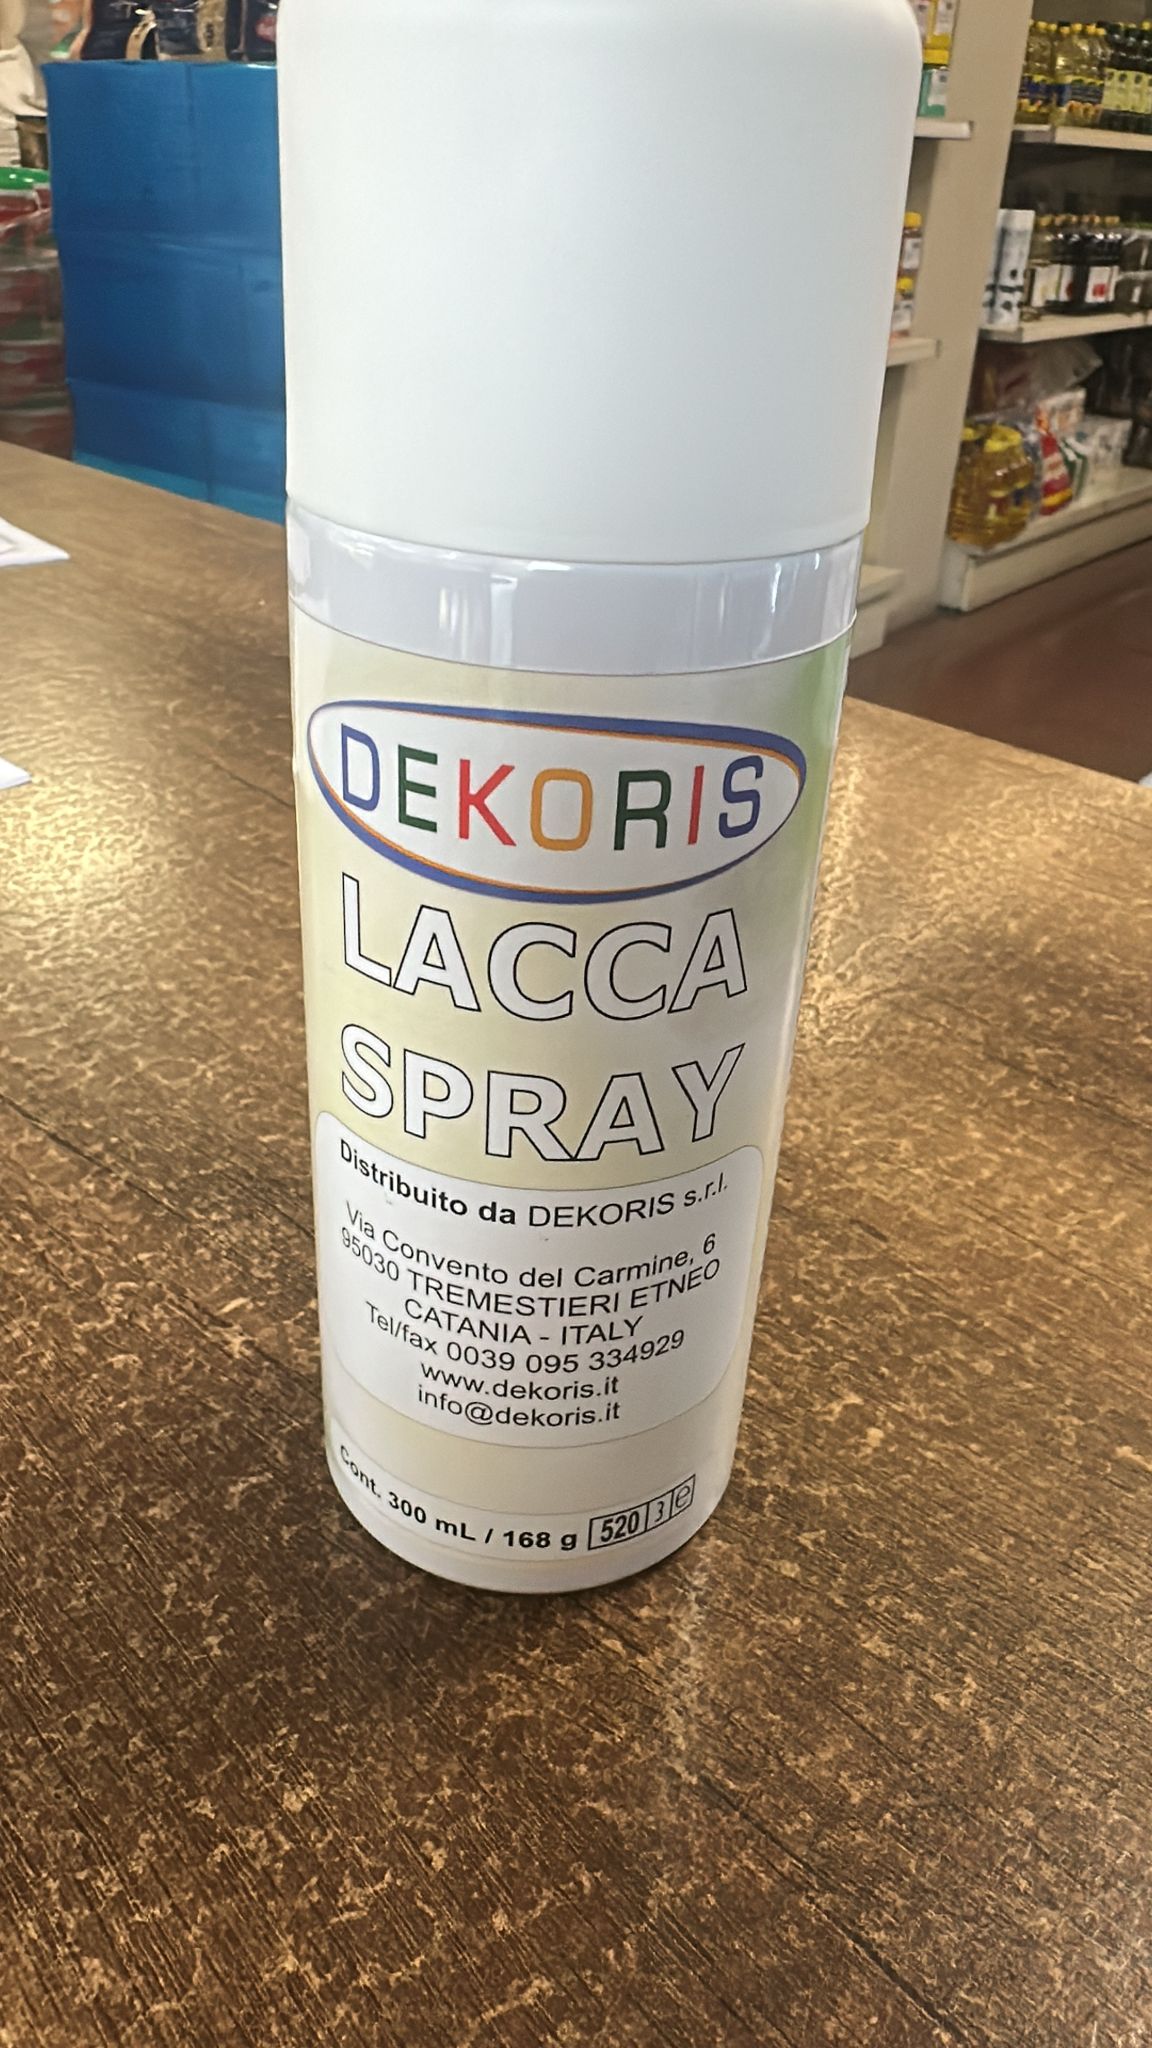 DEKORIS
LACCA
SPRAY
Distribuito da DEKORIS s.r.l.
Via Convento del Carmine, 6
95030 TREMESTIERI ETNEO
CATANIA - ITALY
Tel/fax 0039 095 334929
www.dekoris.it
info@dekoris.it
Cont. 300 mL / 168 g 520 3 e